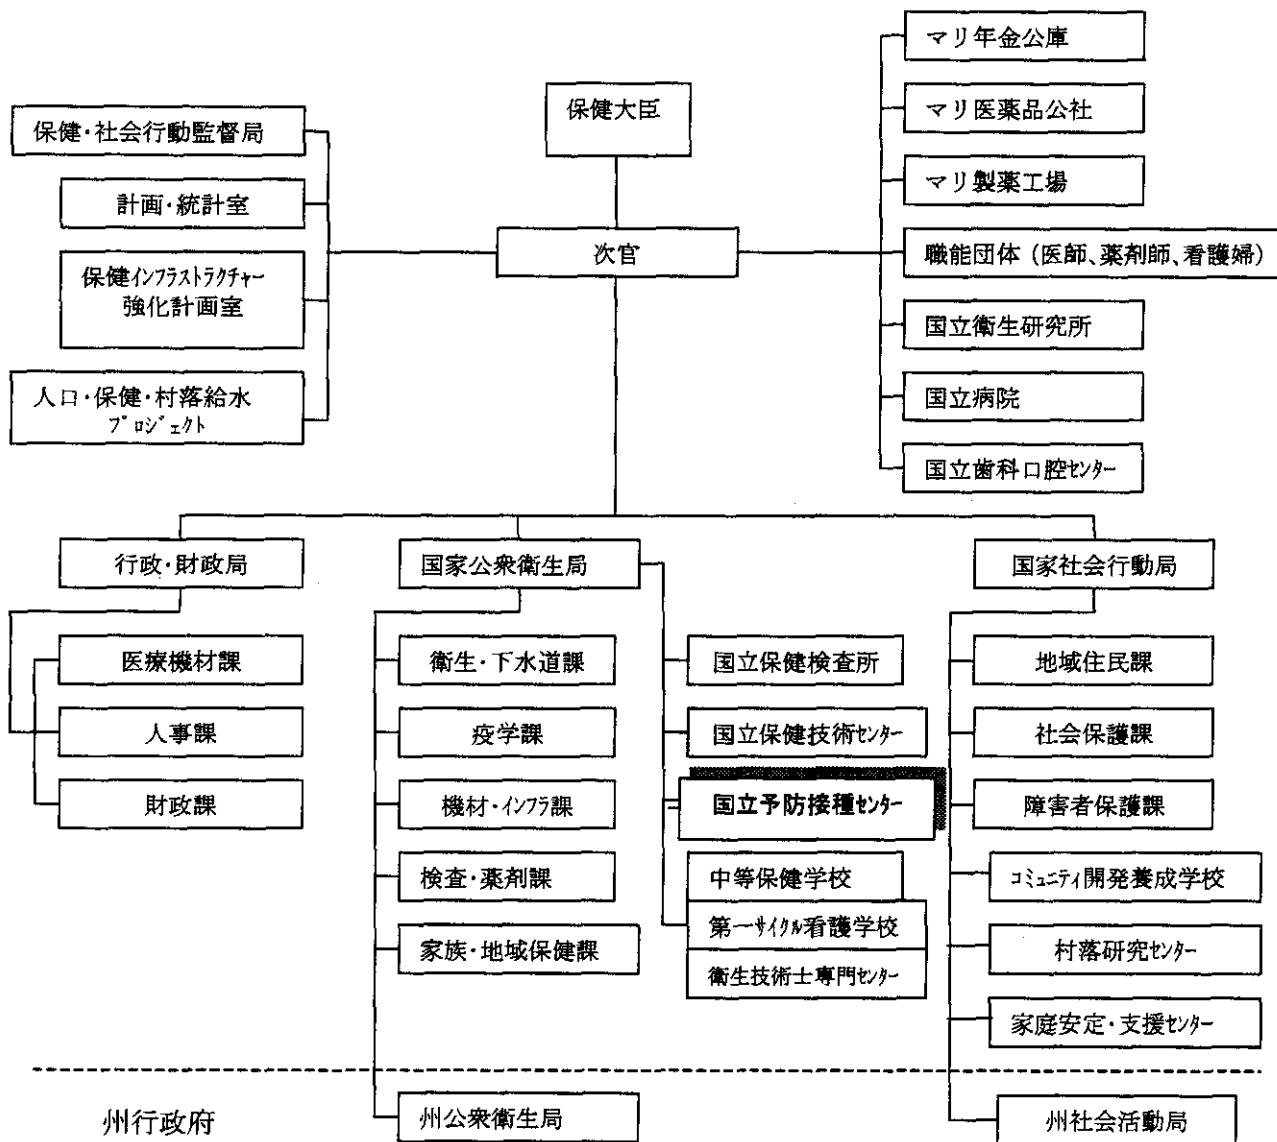 保健大臣
次官
保健・社会行動監督局
計画・統計室
保健インフラストラクチャー
強化計画室
人口・保健・村落給水
プロジェクト
マリ年金公庫
マリ医薬品公社
マリ製薬工場
職能団体（医師、薬剤師、看護婦）
国立衛生研究所
国立病院
国立歯科口腔センター
行政・財政局
医療機材課
人事課
財政課
国家公衆衛生局
衛生・下水道課
疫学課
機材・インフラ課
検査・薬剤課
家族・地域保健課
国立保健検査所
国立保健技術センター
国立予防接種センター
中等保健学校
第一サイクル看護学校
衛生技術士専門センター
国家社会行動局
地域住民課
社会保護課
障害者保護課
コミュニティ開発養成学校
村落研究センター
家庭安定・支援センター
州行政府
州公衆衛生局
州社会活動局